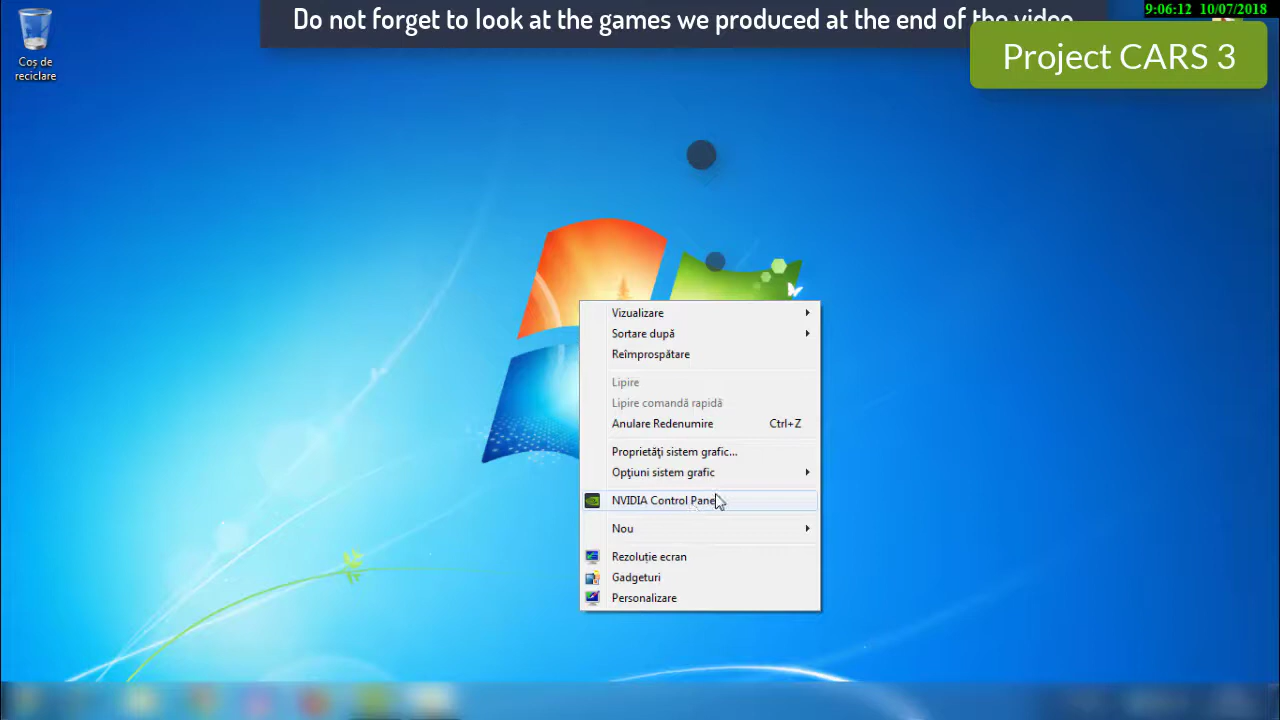 Do not forget to look at the games we produced at the end of the video
9:06:12 10/07/2018
Project CARS 3
Coș de
reciclare
Vizualizare
Sortare după
Reîmprospătare
Lipire
Lipire comandă rapidă
Anulare Redenumire Ctrl+Z
Proprietăţi sistem grafic...
Opţiuni sistem grafic
NVIDIA Control Panel
Nou
Rezoluție ecran
Gadgeturi
Personalizare